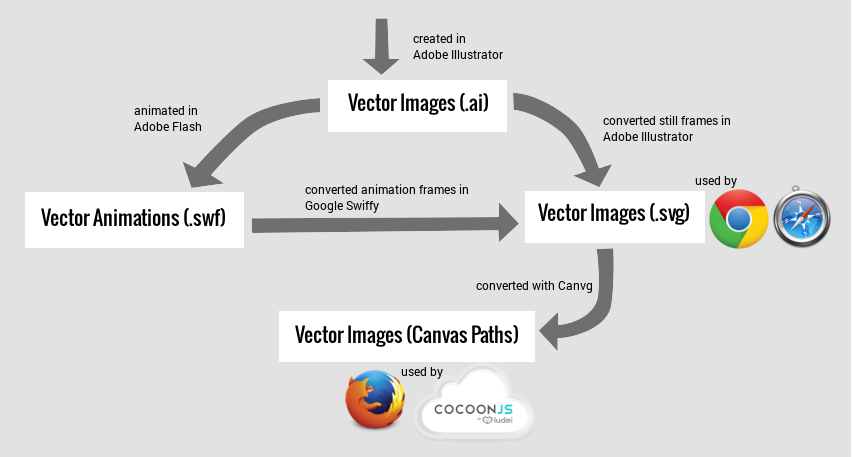 created in
Adobe Illustrator
Vector Images (.ai)
animated in
Adobe Flash
converted still frames in
Adobe Illustrator
used by
converted animation frames in
Google Swiffy
Vector Animations (.swf)
Vector Images (.svg)
converted with Canvg
Vector Images (Canvas Paths)
used by
COCOONJS
by ludei